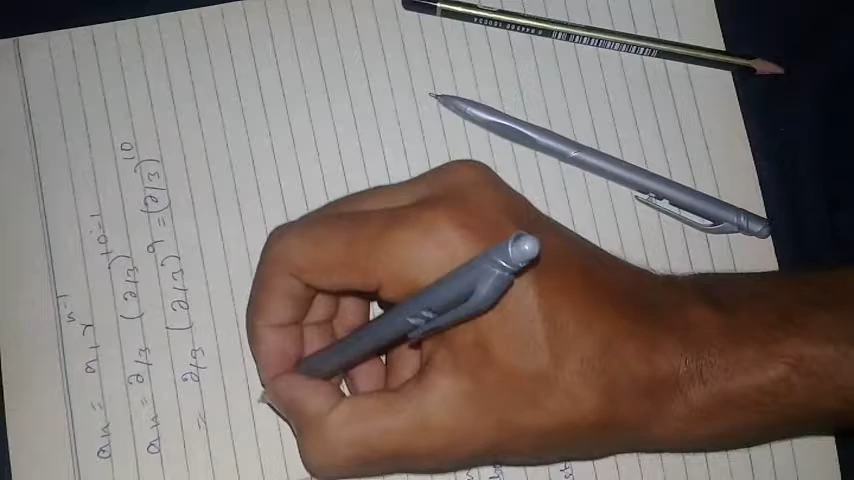 an = a1 r^n-1
an = 2/3 (2/3)^10-1
= 2/3 (2/3)^9 = (2/3)^10